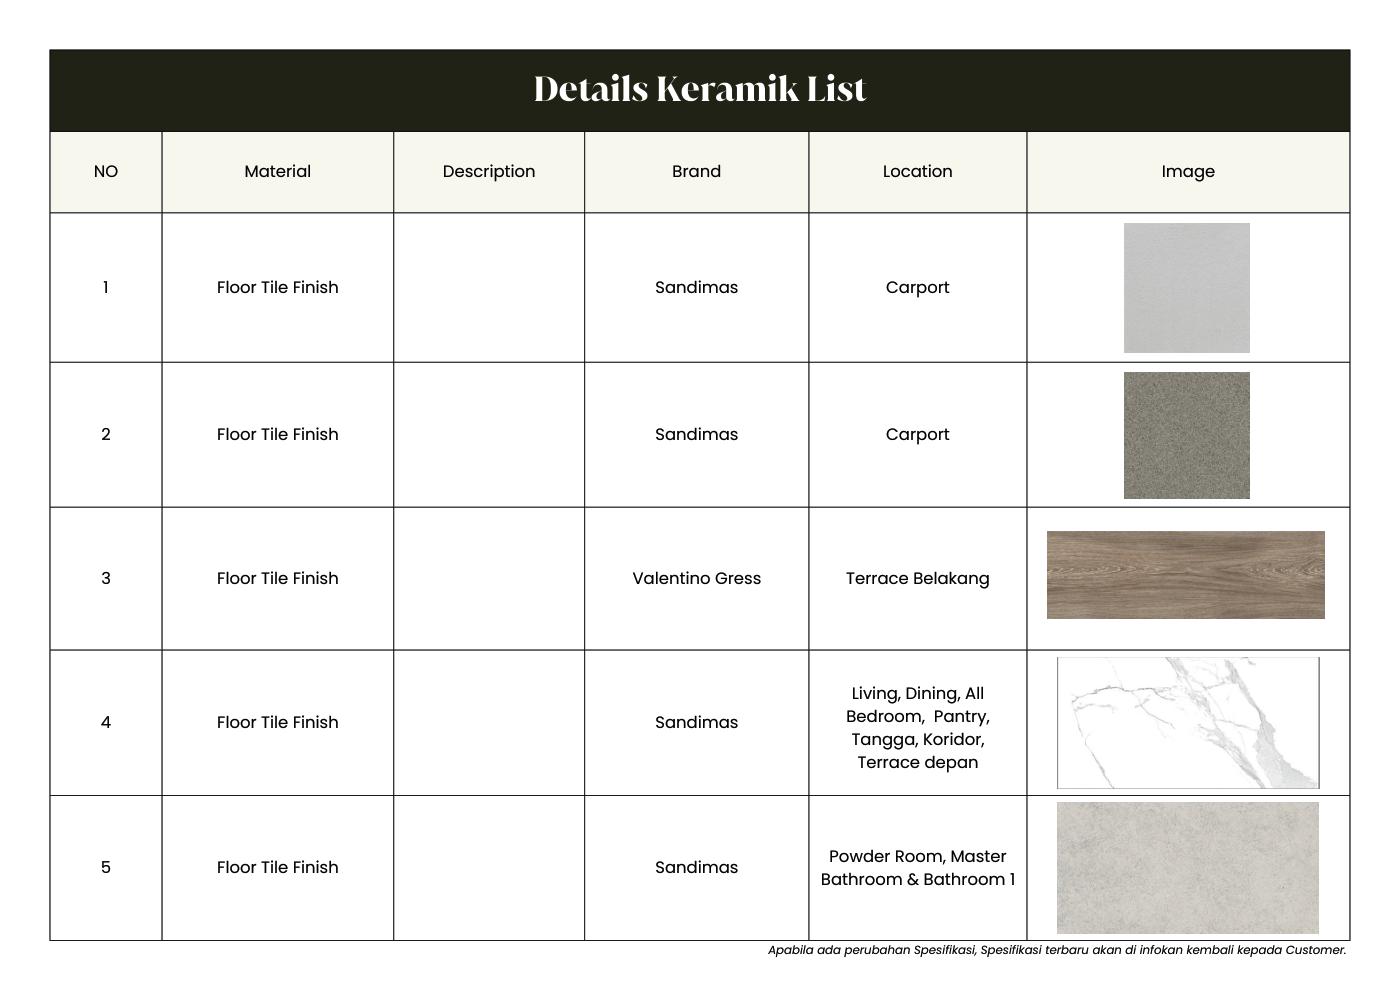 Details Keramik List
NO Material Description Brand Location Image
1 Floor Tile Finish Sandimas Carport
2 Floor Tile Finish Sandimas Carport
3 Floor Tile Finish Valentino Gress Terrace Belakang
4 Floor Tile Finish Sandimas Living, Dining, All
Bedroom, Pantry,
Tangga, Koridor,
Terrace depan
5 Floor Tile Finish Sandimas Powder Room, Master
Bathroom & Bathroom 1
Apabila ada perubahan Spesifikasi, Spesifikasi terbaru akan di infokan kembali kepada Customer.